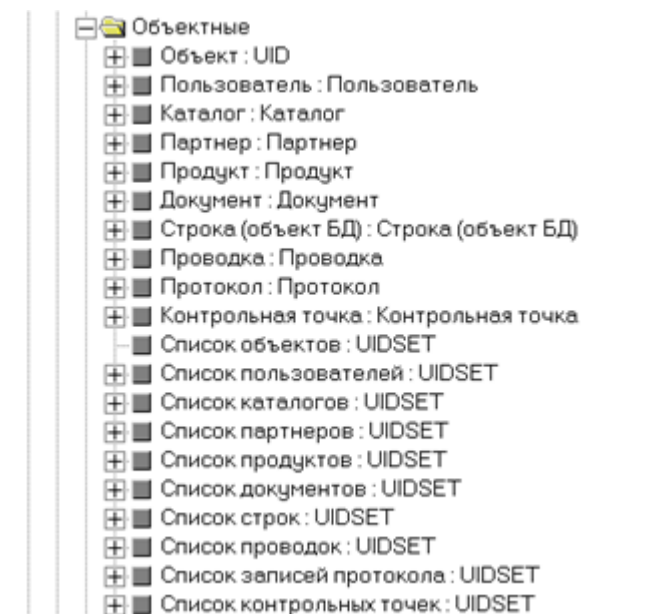 Объектные
Объект : UID
Пользователь : Пользователь
Каталог : Каталог
Партнер : Партнер
Продукт : Продукт
Документ : Документ
Строка (объект БД) : Строка (объект БД)
Проводка : Проводка
Протокол : Протокол
Контрольная точка : Контрольная точка
Список объектов : UIDSET
Список пользователей : UIDSET
Список каталогов : UIDSET
Список партнеров : UIDSET
Список продуктов : UIDSET
Список документов : UIDSET
Список строк : UIDSET
Список проводок : UIDSET
Список записей протокола : UIDSET
Список контрольных точек : UIDSET